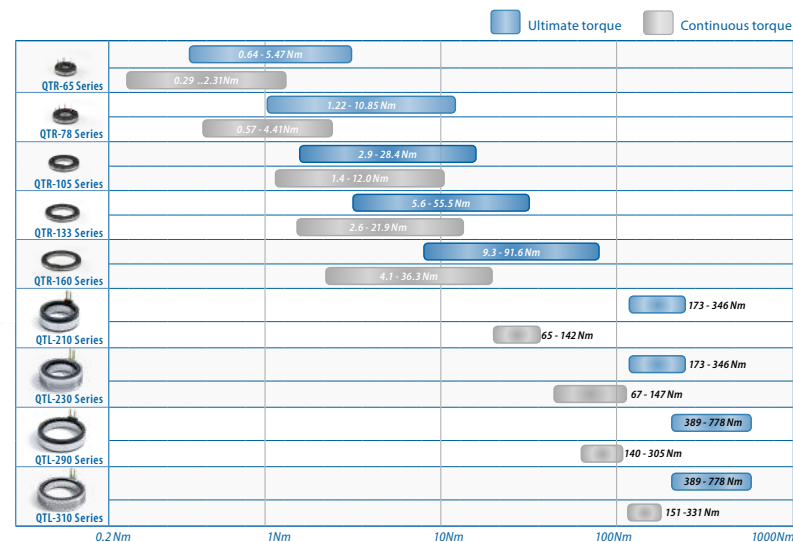 Ultimate torque Continuous torque
0.64 - 5.47 Nm
QTR-65 Series
0.29 ..2.31Nm
1.22 - 10.85 Nm
QTR-78 Series
0.57 - 4.41Nm
2.9 - 28.4 Nm
QTR-105 Series
1.4 - 12.0 Nm
5.6 - 55.5 Nm
QTR-133 Series
2.6 - 21.9 Nm
9.3 - 91.6 Nm
QTR-160 Series
4.1 - 36.3 Nm
173 - 346 Nm
QTL-210 Series
65 - 142 Nm
173 - 346 Nm
QTL-230 Series
67 - 147 Nm
389 - 778 Nm
QTL-290 Series
140 - 305 Nm
389 - 778 Nm
QTL-310 Series
151 -331 Nm
0.2 Nm 1Nm 10Nm 100Nm 1000Nm